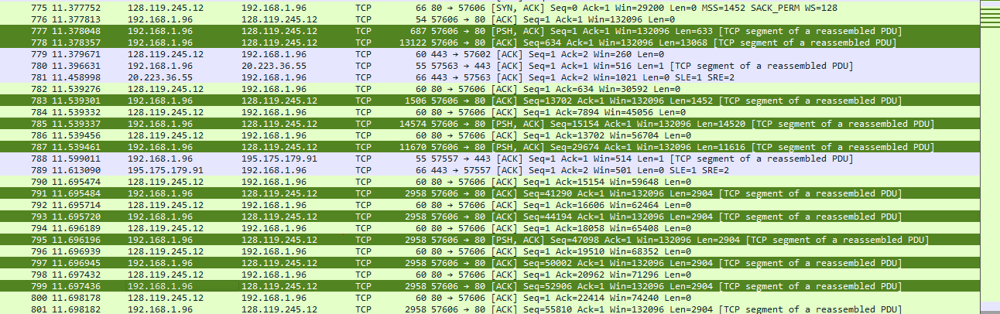 775 11.377752 128.119.245.12 192.168.1.96 TCP 66 80 → 57606 [SYN, ACK] Seq=0 Ack=1 Win=29200 Len=0 MSS=1452 SACK_PERM WS=128
776 11.377813 192.168.1.96 128.119.245.12 TCP 54 57606 → 80 [ACK] Seq=1 Ack=1 Win=132096 Len=0
777 11.378048 192.168.1.96 128.119.245.12 TCP 687 57606 → 80 [PSH, ACK] Seq=1 Ack=1 Win=132096 Len=633 [TCP segment of a reassembled PDU]
778 11.378357 192.168.1.96 128.119.245.12 TCP 13122 57606 → 80 [ACK] Seq=634 Ack=1 Win=132096 Len=13068 [TCP segment of a reassembled PDU]
779 11.379671 128.119.245.12 192.168.1.96 TCP 60 443 → 57602 [ACK] Seq=1 Ack=2 Win=260 Len=0
780 11.396631 192.168.1.96 20.223.36.55 TCP 55 57563 → 443 [ACK] Seq=1 Ack=1 Win=516 Len=1 [TCP segment of a reassembled PDU]
781 11.458998 20.223.36.55 192.168.1.96 TCP 66 443 → 57563 [ACK] Seq=1 Ack=2 Win=1021 Len=0 SLE=1 SRE=2
782 11.539276 128.119.245.12 192.168.1.96 TCP 60 80 → 57606 [ACK] Seq=1 Ack=634 Win=30592 Len=0
783 11.539301 192.168.1.96 128.119.245.12 TCP 1506 57606 → 80 [ACK] Seq=13702 Ack=1 Win=132096 Len=1452 [TCP segment of a reassembled PDU]
784 11.539332 128.119.245.12 192.168.1.96 TCP 60 80 → 57606 [ACK] Seq=1 Ack=7894 Win=45056 Len=0
785 11.539337 192.168.1.96 128.119.245.12 TCP 14574 57606 → 80 [PSH, ACK] Seq=15154 Ack=1 Win=132096 Len=14520 [TCP segment of a reassembled PDU]
786 11.539456 128.119.245.12 192.168.1.96 TCP 60 80 → 57606 [ACK] Seq=1 Ack=13702 Win=56704 Len=0
787 11.539461 192.168.1.96 128.119.245.12 TCP 11670 57606 → 80 [PSH, ACK] Seq=29674 Ack=1 Win=132096 Len=11616 [TCP segment of a reassembled PDU]
788 11.599011 192.168.1.96 195.175.179.91 TCP 55 57557 → 443 [ACK] Seq=1 Ack=1 Win=514 Len=1 [TCP segment of a reassembled PDU]
789 11.613090 195.175.179.91 192.168.1.96 TCP 66 443 → 57557 [ACK] Seq=1 Ack=2 Win=501 Len=0 SLE=1 SRE=2
790 11.695474 128.119.245.12 192.168.1.96 TCP 60 80 → 57606 [ACK] Seq=1 Ack=15154 Win=59648 Len=0
791 11.695484 192.168.1.96 128.119.245.12 TCP 2958 57606 → 80 [ACK] Seq=41290 Ack=1 Win=132096 Len=2904 [TCP segment of a reassembled PDU]
792 11.695714 128.119.245.12 192.168.1.96 TCP 60 80 → 57606 [ACK] Seq=1 Ack=16606 Win=62464 Len=0
793 11.695720 192.168.1.96 128.119.245.12 TCP 2958 57606 → 80 [ACK] Seq=44194 Ack=1 Win=132096 Len=2904 [TCP segment of a reassembled PDU]
794 11.696189 128.119.245.12 192.168.1.96 TCP 60 80 → 57606 [ACK] Seq=1 Ack=18058 Win=65408 Len=0
795 11.696196 192.168.1.96 128.119.245.12 TCP 2958 57606 → 80 [PSH, ACK] Seq=47098 Ack=1 Win=132096 Len=2904 [TCP segment of a reassembled PDU]
796 11.696939 128.119.245.12 192.168.1.96 TCP 60 80 → 57606 [ACK] Seq=1 Ack=19510 Win=68352 Len=0
797 11.696945 192.168.1.96 128.119.245.12 TCP 2958 57606 → 80 [ACK] Seq=50002 Ack=1 Win=132096 Len=2904 [TCP segment of a reassembled PDU]
798 11.697432 128.119.245.12 192.168.1.96 TCP 60 80 → 57606 [ACK] Seq=1 Ack=20962 Win=71296 Len=0
799 11.697436 192.168.1.96 128.119.245.12 TCP 2958 57606 → 80 [ACK] Seq=52906 Ack=1 Win=132096 Len=2904 [TCP segment of a reassembled PDU]
800 11.698178 128.119.245.12 192.168.1.96 TCP 60 80 → 57606 [ACK] Seq=1 Ack=22414 Win=74240 Len=0
801 11.698182 192.168.1.96 128.119.245.12 TCP 2958 57606 → 80 [ACK] Seq=55810 Ack=1 Win=132096 Len=2904 [TCP segment of a reassembled PDU]